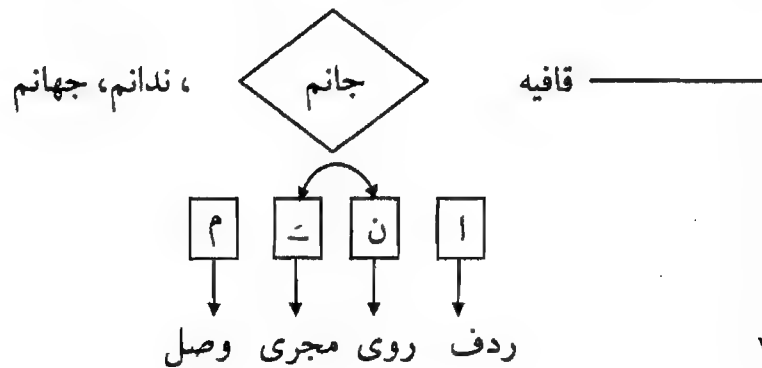 قافیه جانم ، ندانم، جهانم
ا ن ـَ م
ردف روی مجری وصل